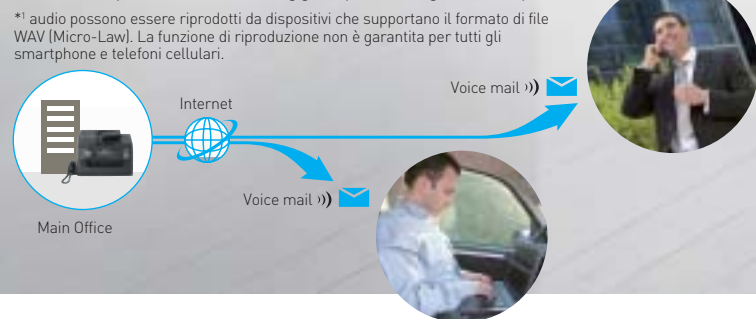 *1 audio possono essere riprodotti da dispositivi che supportano il formato di file
WAV (Micro-Law). La funzione di riproduzione non è garantita per tutti gli
smartphone e telefoni cellulari.
Voice mail
Internet
Voice mail
Main Office